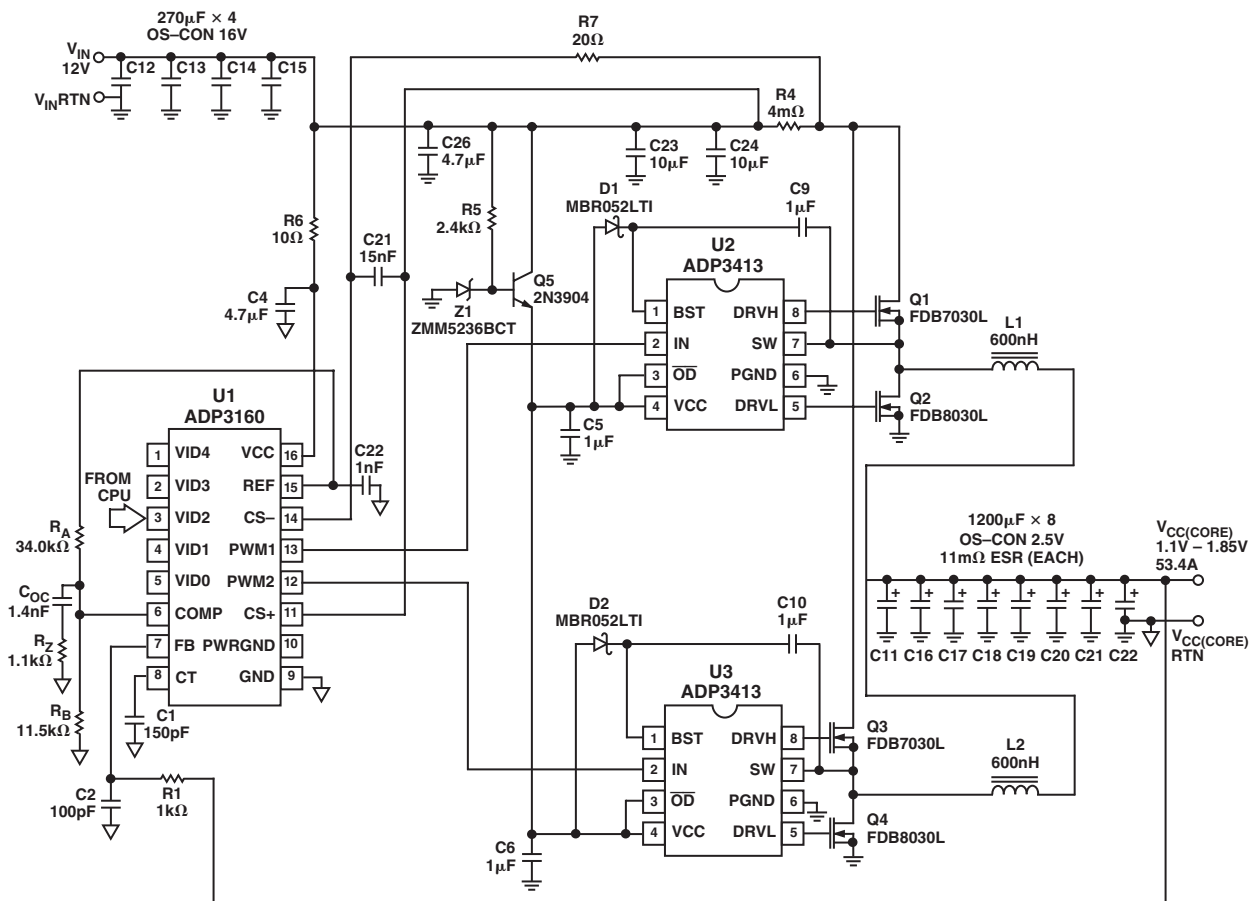 270μF × 4
OS–CON 16V
VIN
12V
C12
C13
C14
C15
VINRTN
R7
20Ω
R4
4mΩ
C26
4.7μF
C23
10μF
C24
10μF
R6
10Ω
R5
2.4kΩ
C21
15nF
D1
MBR052LTI
C9
1μF
U2
ADP3413
Q5
2N3904
Z1
ZMM5236BCT
C4
4.7μF
1 BST DRVH 8
2 IN SW 7
3 OD PGND 6
4 VCC DRVL 5
Q1
FDB7030L
L1
600nH
Q2
FDB8030L
C5
1μF
U1
ADP3160
C22
1nF
FROM
CPU
1 VID4 VCC 16
2 VID3 REF 15
3 VID2 CS– 14
4 VID1 PWM1 13
5 VID0 PWM2 12
6 COMP CS+ 11
7 FB PWRGND 10
8 CT GND 9
RA
34.0kΩ
COC
1.4nF
RZ
1.1kΩ
RB
11.5kΩ
C1
150pF
C2
100pF
R1
1kΩ
1200μF × 8
OS–CON 2.5V
11mΩ ESR (EACH)
VCC(CORE)
1.1V – 1.85V
53.4A
+ + + + + + + +
C11 C16 C17 C18 C19 C20 C21 C22
VCC(CORE)
RTN
D2
MBR052LTI
C10
1μF
U3
ADP3413
1 BST DRVH 8
2 IN SW 7
3 OD PGND 6
4 VCC DRVL 5
Q3
FDB7030L
L2
600nH
Q4
FDB8030L
C6
1μF